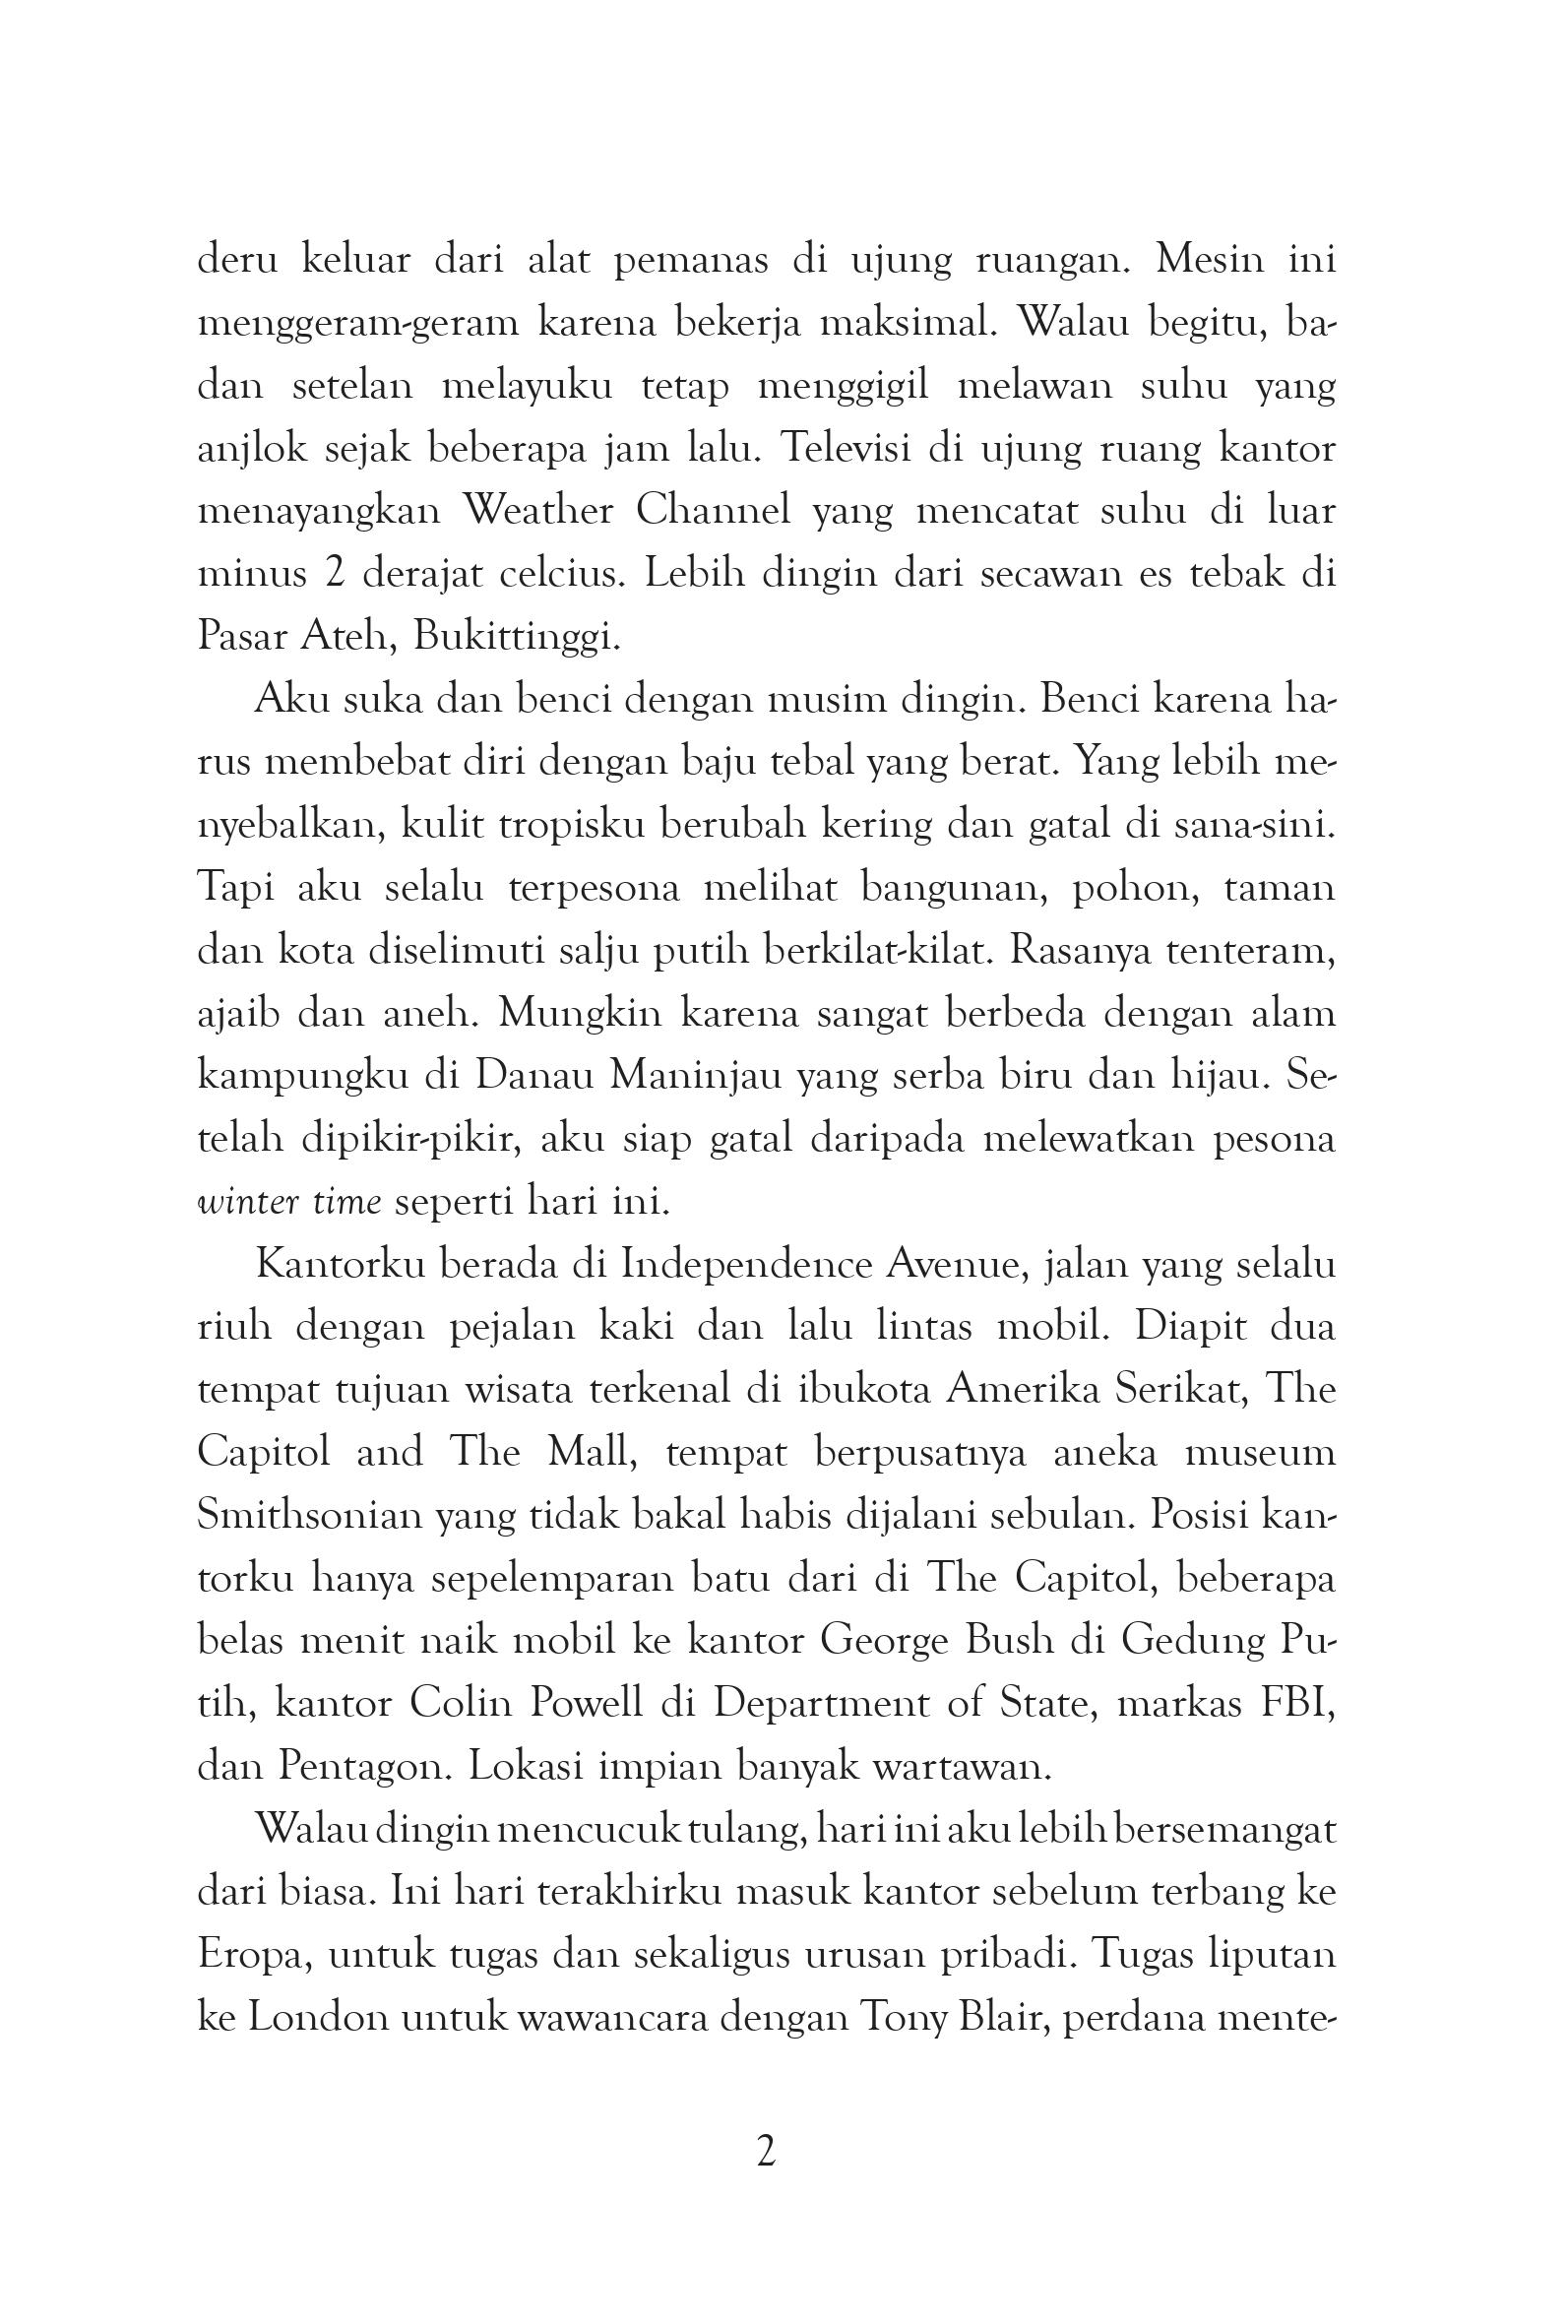 deru keluar dari alat pemanas di ujung ruangan. Mesin ini
menggeram-geram karena bekerja maksimal. Walau begitu, ba-
dan setelan melayuku tetap menggigil melawan suhu yang
anjlok sejak beberapa jam lalu. Televisi di ujung ruang kantor
menayangkan Weather Channel yang mencatat suhu di luar
minus 2 derajat celcius. Lebih dingin dari secawan es tebak di
Pasar Ateh, Bukittinggi.
Aku suka dan benci dengan musim dingin. Benci karena ha-
rus membebat diri dengan baju tebal yang berat. Yang lebih me-
nyebalkan, kulit tropisku berubah kering dan gatal di sana-sini.
Tapi aku selalu terpesona melihat bangunan, pohon, taman
dan kota diselimuti salju putih berkilat-kilat. Rasanya tenteram,
ajaib dan aneh. Mungkin karena sangat berbeda dengan alam
kampungku di Danau Maninjau yang serba biru dan hijau. Se-
telah dipikir-pikir, aku siap gatal daripada melewatkan pesona
winter time seperti hari ini.
Kantorku berada di Independence Avenue, jalan yang selalu
riuh dengan pejalan kaki dan lalu lintas mobil. Diapit dua
tempat tujuan wisata terkenal di ibukota Amerika Serikat, The
Capitol and The Mall, tempat berpusatnya aneka museum
Smithsonian yang tidak bakal habis dijalani sebulan. Posisi kan-
torku hanya sepelemparan batu dari di The Capitol, beberapa
belas menit naik mobil ke kantor George Bush di Gedung Pu-
tih, kantor Colin Powell di Department of State, markas FBI,
dan Pentagon. Lokasi impian banyak wartawan.
Walau dingin mencucuk tulang, hari ini aku lebih bersemangat
dari biasa. Ini hari terakhirku masuk kantor sebelum terbang ke
Eropa, untuk tugas dan sekaligus urusan pribadi. Tugas liputan
ke London untuk wawancara dengan Tony Blair, perdana mente-
2